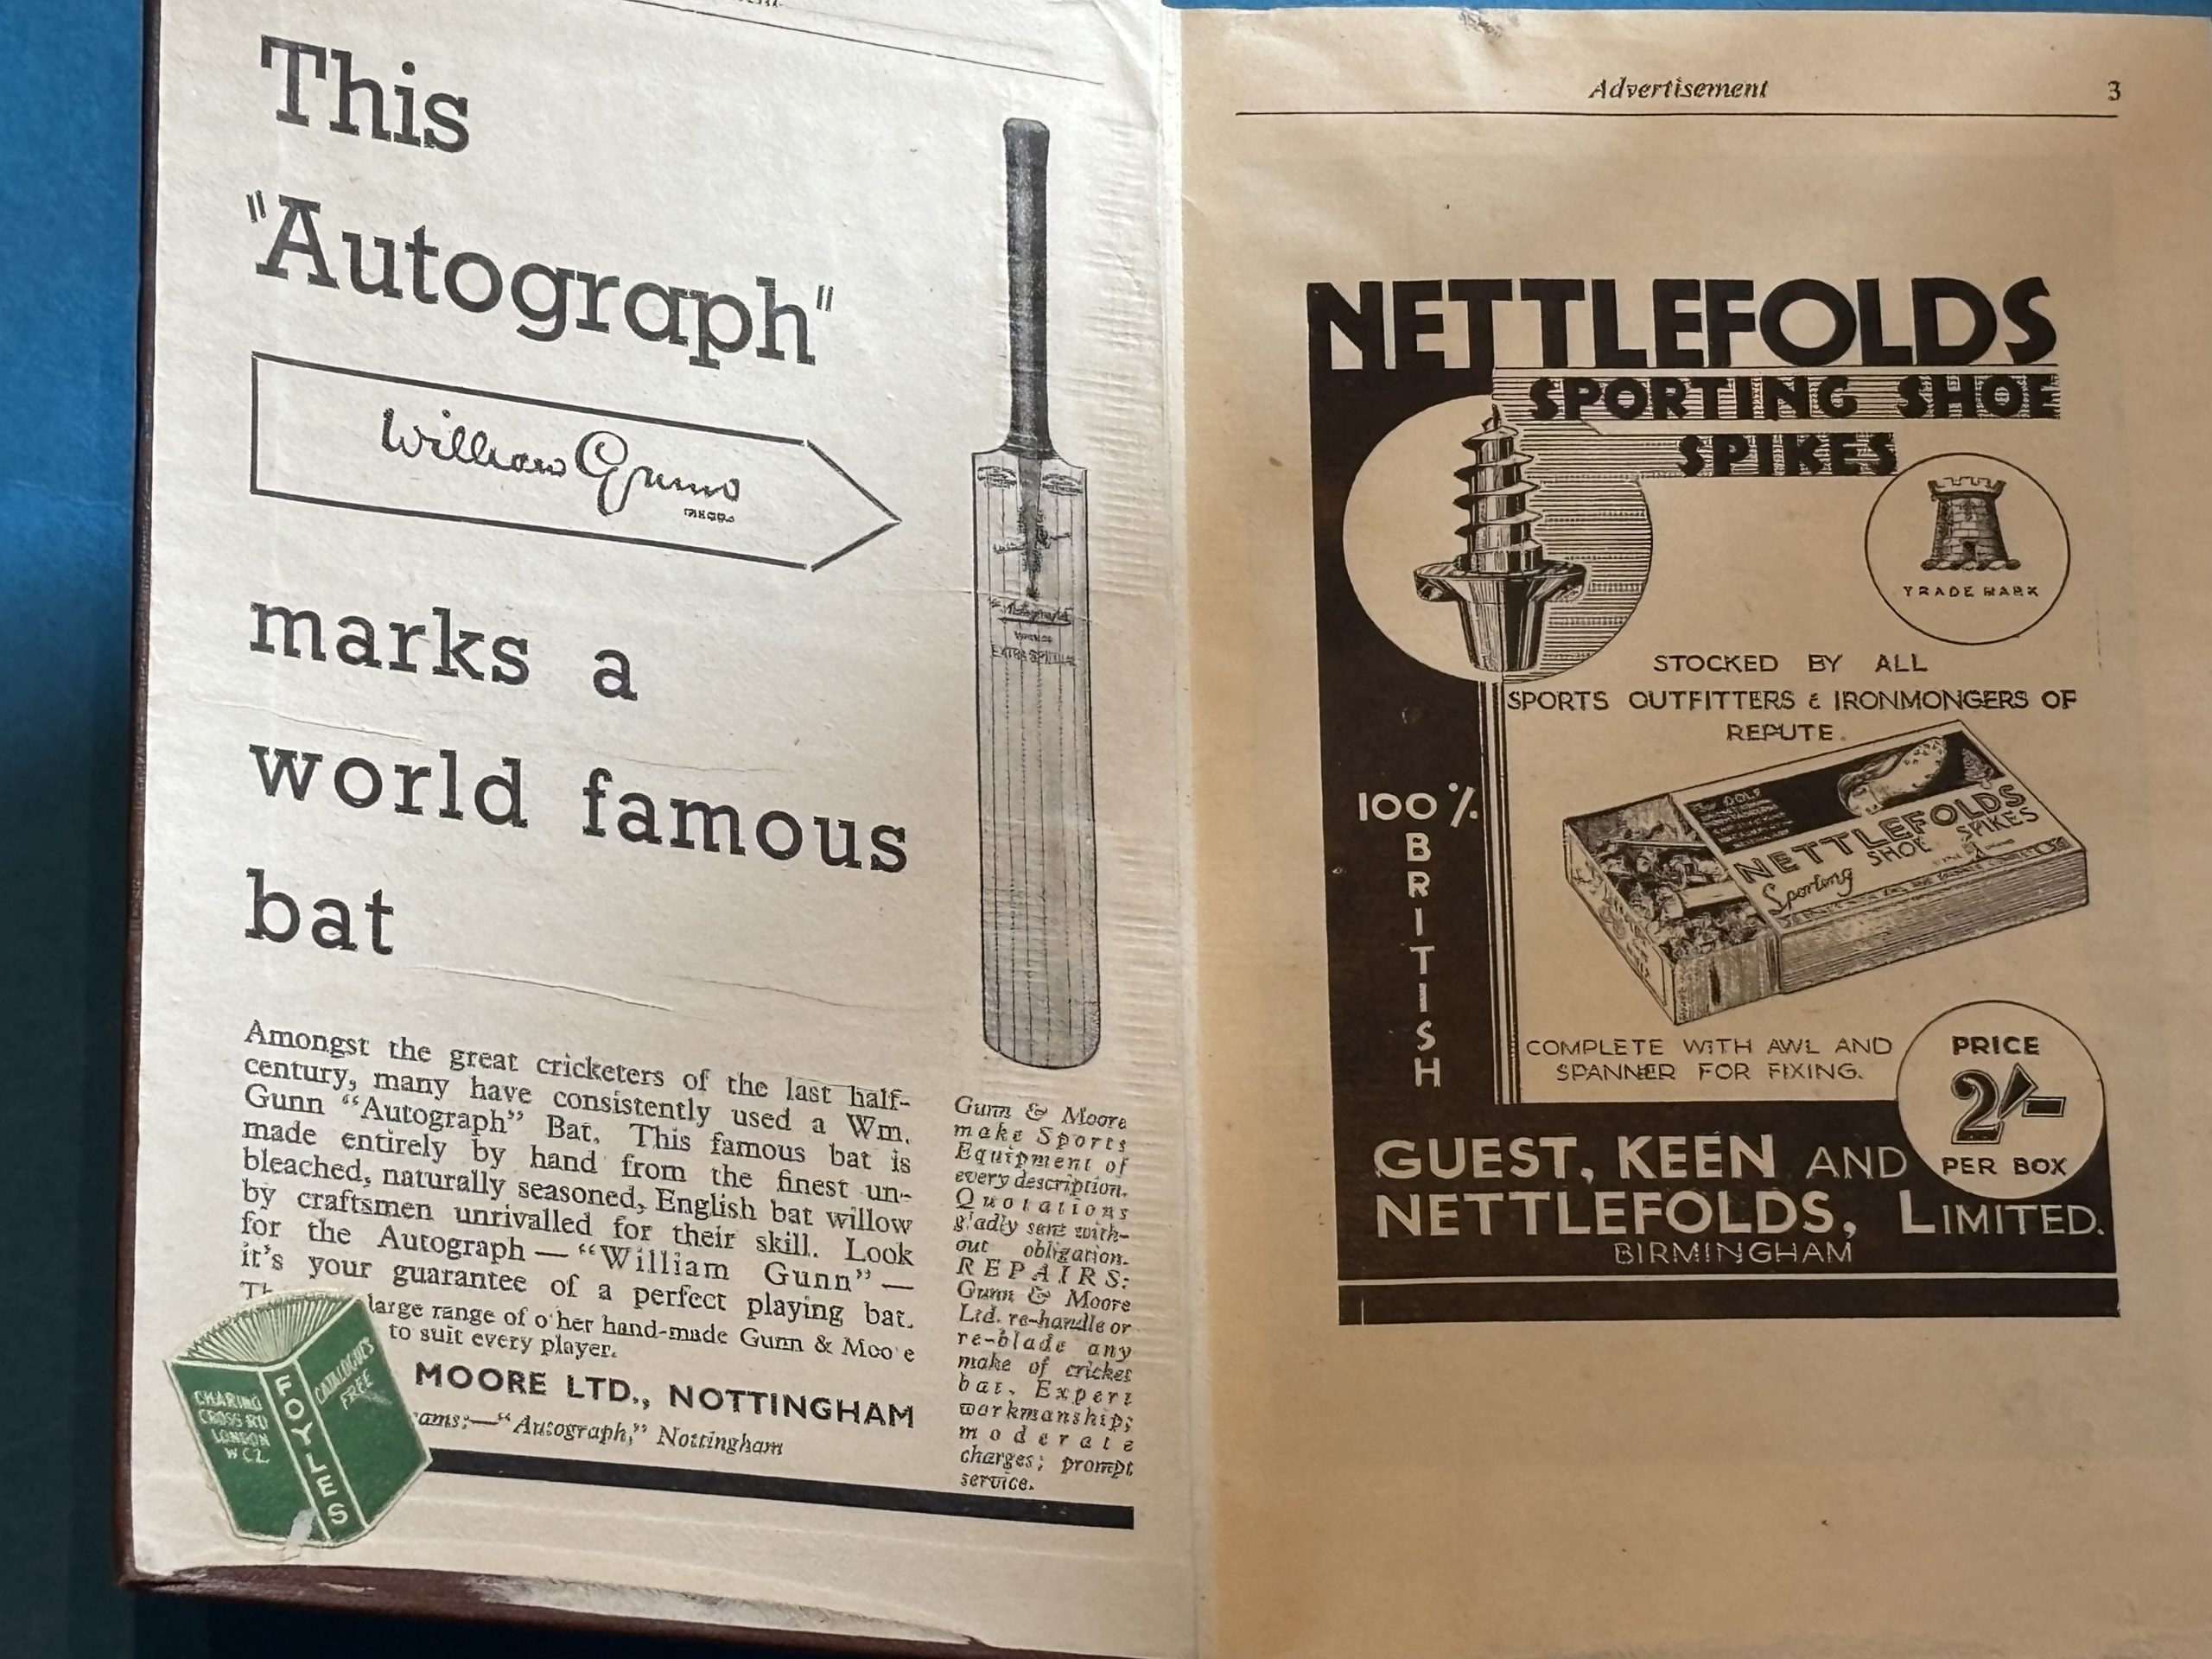 This
"Autograph"
William Gunn
marks a
world famous
bat
Amongst the great cricketers of the last half-
century, many have consistently used a Wm.
Gunn "Autograph" Bat. This famous bat is
made entirely by hand from the finest un-
bleached, naturally seasoned, English bat willow
by craftsmen unrivalled for their skill. Look
for the Autograph — "William Gunn" —
it's your guarantee of a perfect playing bat.
large range of o her hand-made Gunn & Moo e
to suit every player.
MOORE LTD., NOTTINGHAM
ams:—"Autograph," Nottingham
EXTRA SPECIAL
Gunn & Moore
make Sports
Equipment of
every description.
Quotations
gladly sent with-
out obligation.
REPAIRS:
Gunn & Moore
Ltd. re-handle or
re-blade any
make of cricket
bat. Expert
workmanship;
moderate
charges; prompt
service.
CHARING
CROSS RD
LONDON
W C 2.
FOYLES
CATALOGUES
FREE
Advertisement 3
NETTLEFOLDS
SPORTING SHOE
SPIKES
TRADE MARK
STOCKED BY ALL
SPORTS OUTFITTERS & IRONMONGERS OF
REPUTE.
100%
BRITISH
NETTLEFOLDS
Sporting SHOE SPIKES
COMPLETE WITH AWL AND
SPANNER FOR FIXING.
PRICE
2/-
PER BOX
GUEST, KEEN AND
NETTLEFOLDS, LIMITED.
BIRMINGHAM